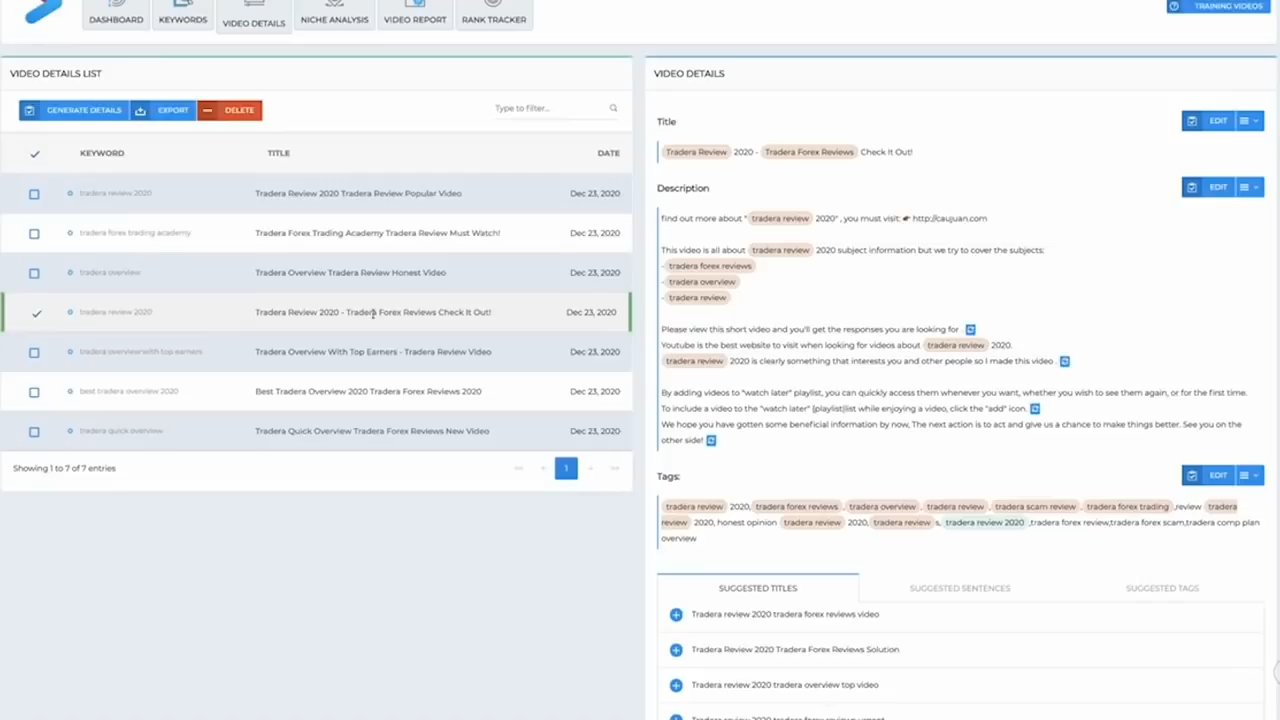 DASHBOARD
KEYWORDS
VIDEO DETAILS
NICHE ANALYSIS
VIDEO REPORT
RANK TRACKER
TRAINING VIDEOS
VIDEO DETAILS LIST
GENERATE DETAILS
EXPORT
DELETE
Type to filter...
KEYWORD TITLE DATE
tradera review 2020 Tradera Review 2020 Tradera Review Popular Video Dec 23, 2020
tradera forex trading academy Tradera Forex Trading Academy Tradera Review Must Watch! Dec 23, 2020
tradera overview Tradera Overview Tradera Review Honest Video Dec 23, 2020
tradera review 2020 Tradera Review 2020 - Tradera Forex Reviews Check It Out! Dec 23, 2020
tradera overview with top earners Tradera Overview With Top Earners - Tradera Review Video Dec 23, 2020
best tradera overview 2020 Best Tradera Overview 2020 Tradera Forex Reviews 2020 Dec 23, 2020
tradera quick overview Tradera Quick Overview Tradera Forex Reviews New Video Dec 23, 2020
Showing 1 to 7 of 7 entries
1
VIDEO DETAILS
Title
EDIT
Tradera Review 2020 - Tradera Forex Reviews Check It Out!
Description
EDIT
find out more about " tradera review 2020" , you must visit: http://caujuan.com
This video is all about tradera review 2020 subject information but we try to cover the subjects:
- tradera forex reviews
- tradera overview
- tradera review
Please view this short video and you'll get the responses you are looking for .
Youtube is the best website to visit when looking for videos about tradera review 2020.
tradera review 2020 is clearly something that interests you and other people so I made this video .
By adding videos to "watch later" playlist, you can quickly access them whenever you want, whether you wish to see them again, or for the first time.
To include a video to the "watch later" {playlist|list while enjoying a video, click the "add" icon.
We hope you have gotten some beneficial information by now, The next action is to act and give us a chance to make things better. See you on the
other side!
Tags:
EDIT
tradera review 2020, tradera forex reviews , tradera overview , tradera review , tradera scam review , tradera forex trading ,review tradera
review 2020, honest opinion tradera review 2020, tradera review s, tradera review 2020 ,tradera forex review,tradera forex scam,tradera comp plan
overview
SUGGESTED TITLES
SUGGESTED SENTENCES
SUGGESTED TAGS
Tradera review 2020 tradera forex reviews video
Tradera Review 2020 Tradera Forex Reviews Solution
Tradera review 2020 tradera overview top video